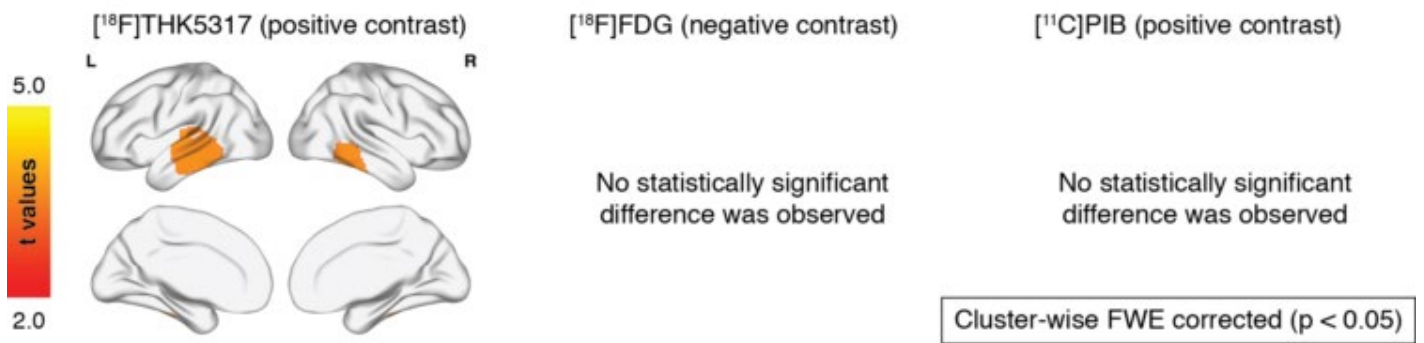 [¹⁸F]THK5317 (positive contrast)
[¹⁸F]FDG (negative contrast)
[¹¹C]PIB (positive contrast)
L
R
5.0
t values
2.0
No statistically significant
difference was observed
No statistically significant
difference was observed
Cluster-wise FWE corrected (p < 0.05)